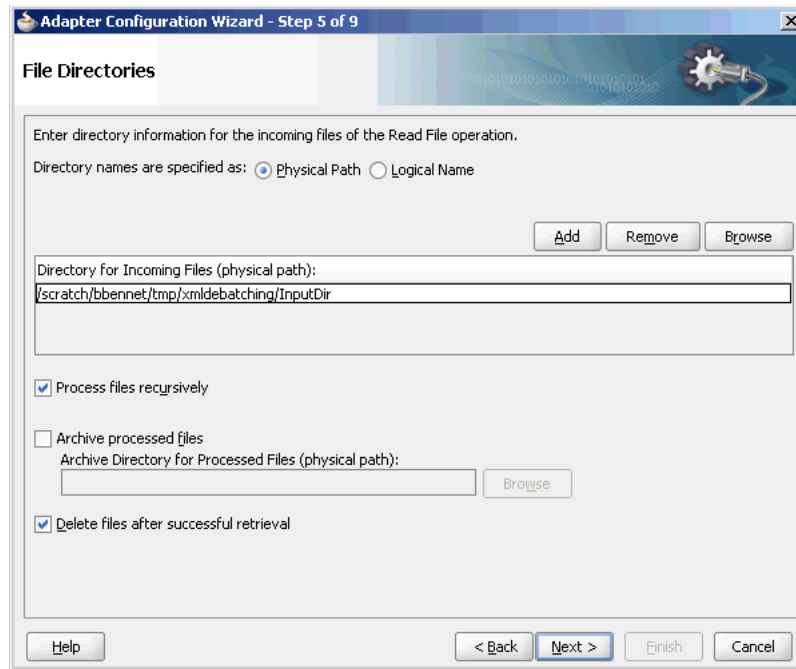 Adapter Configuration Wizard - Step 5 of 9
File Directories
01010101010101010101010101
01010101010
Enter directory information for the incoming files of the Read File operation.
Directory names are specified as: Physical Path Logical Name
Add Remove Browse
Directory for Incoming Files (physical path):
/scratch/bbennet/tmp/xmldebatching/InputDir
Process files recursively
Archive processed files
Archive Directory for Processed Files (physical path):
Browse
Delete files after successful retrieval
Help < Back Next > Finish Cancel